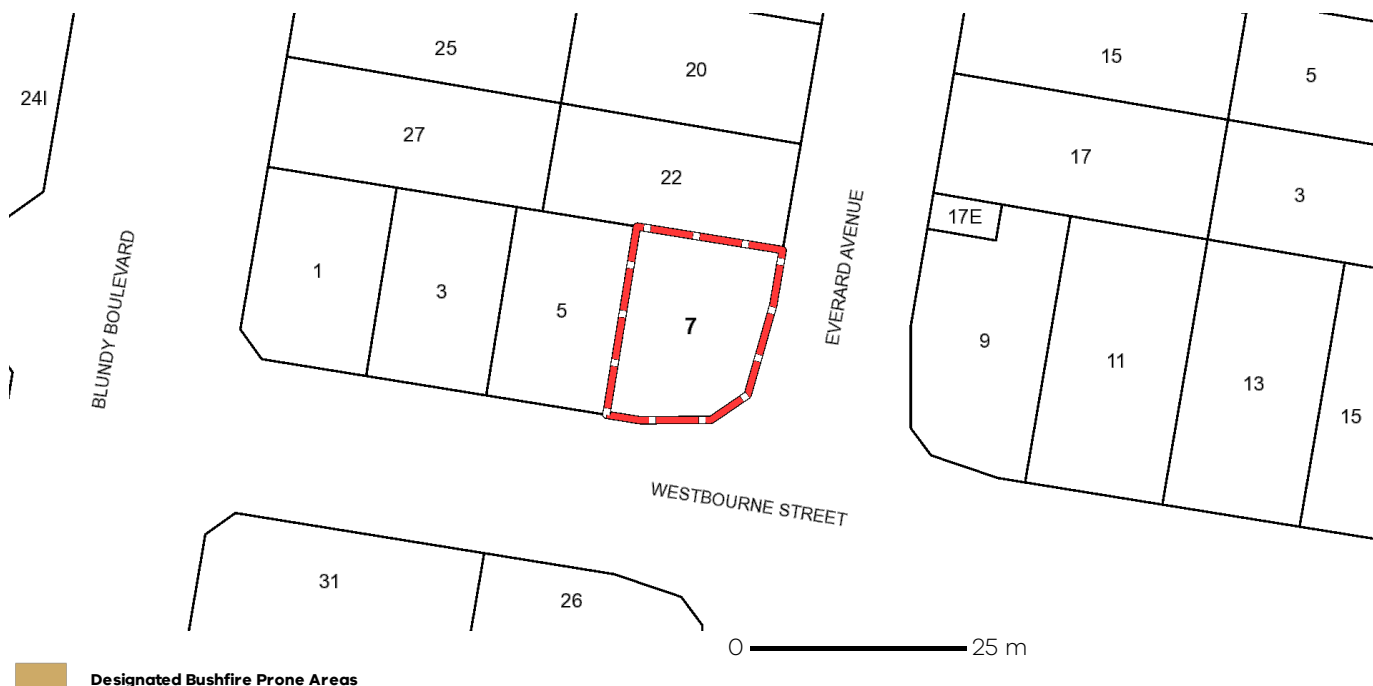 25
20
15
5
24I
27
22
17
3
17E
1
3
5
7
9
11
13
15
BLUNDY BOULEVARD
EVERARD AVENUE
WESTBOURNE STREET
31
26
0 25 m
Designated Bushfire Prone Areas